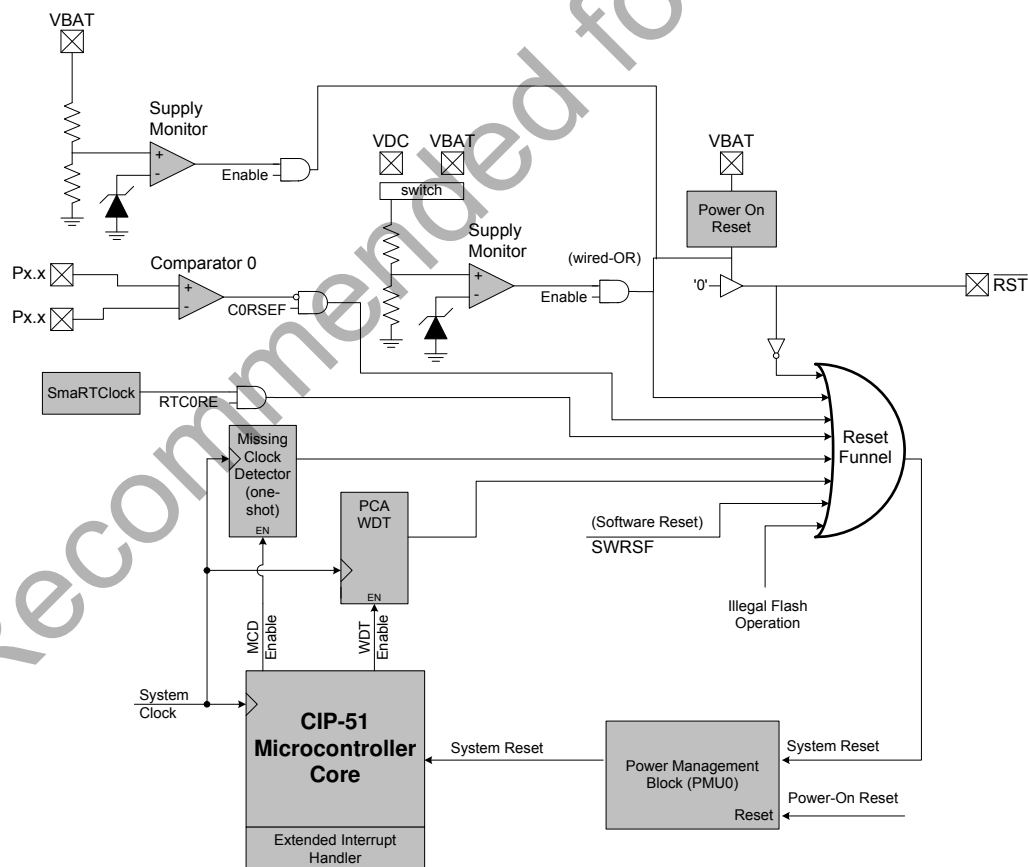 VBAT
Supply
Monitor
+
-
Enable
VDC
VBAT
switch
Supply
Monitor
+
-
(wired-OR)
Enable
VBAT
Power On
Reset
'0'
RST
Px.x
Px.x
Comparator 0
+
-
C0RSEF
SmaRTClock
RTC0RE
Missing
Clock
Detector
(one-
shot)
EN
PCA
WDT
EN
Reset
Funnel
(Software Reset)
SWRSF
Illegal Flash
Operation
MCD
Enable
WDT
Enable
System
Clock
CIP-51
Microcontroller
Core
Extended Interrupt
Handler
System Reset
Power Management
Block (PMU0)
Reset
System Reset
Power-On Reset
Recommended fo